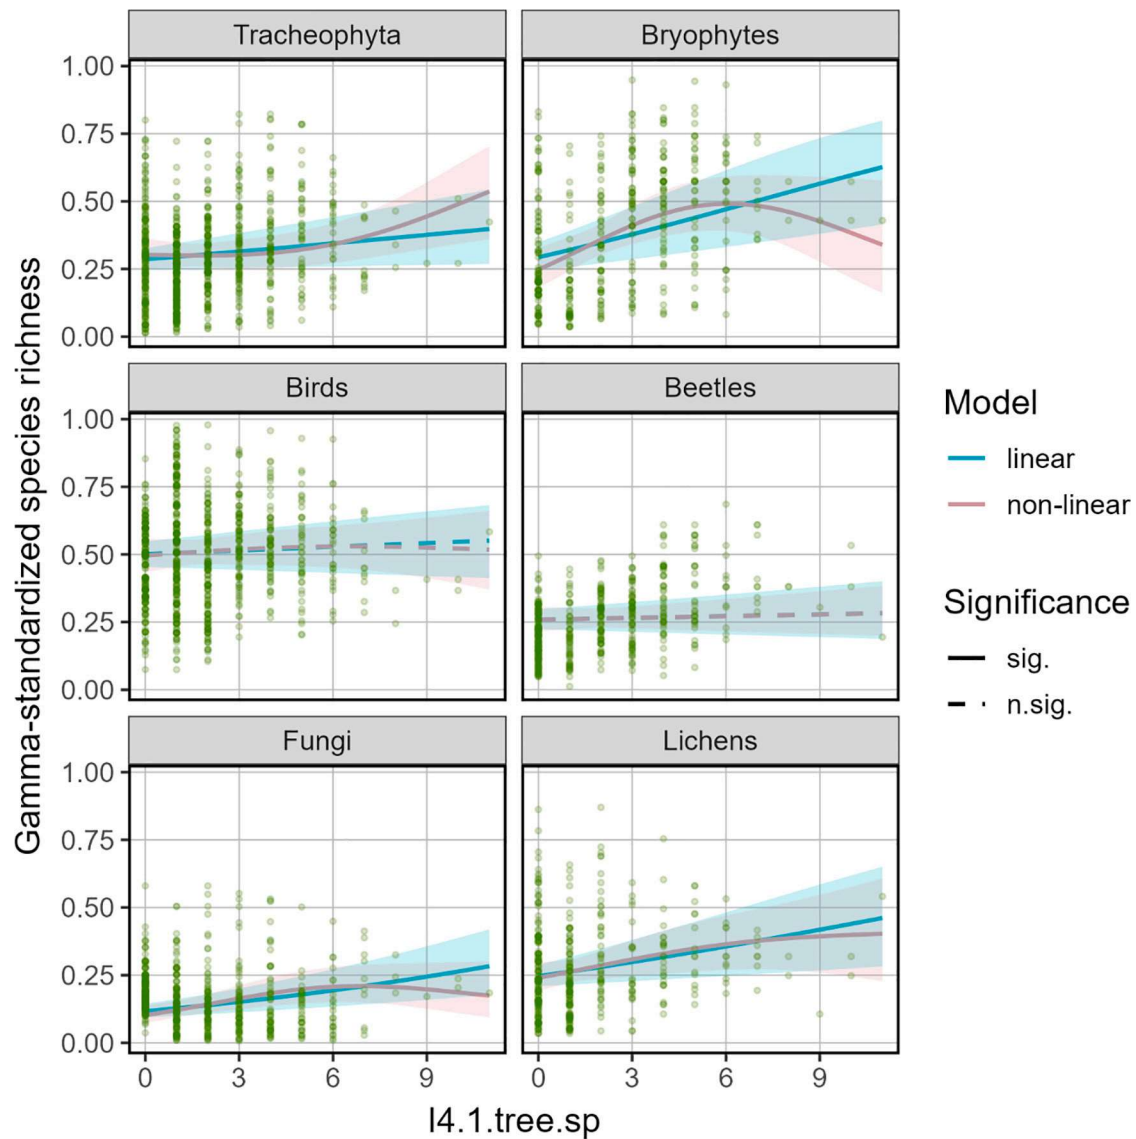 Tracheophyta Bryophytes
1.00
0.75
0.50
0.25
0.00
Birds Beetles
1.00
0.75
0.50
0.25
0.00
Fungi Lichens
1.00
0.75
0.50
0.25
0.00
0 3 6 9 0 3 6 9
I4.1.tree.sp
Gamma-standardized species richness
Model
linear
non-linear
Significance
sig.
n.sig.